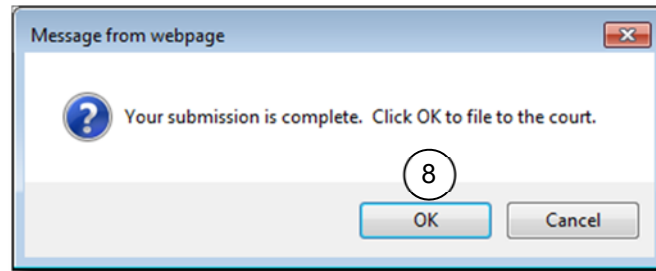 Message from webpage
Your submission is complete.  Click OK to file to the court.
8
OK
Cancel